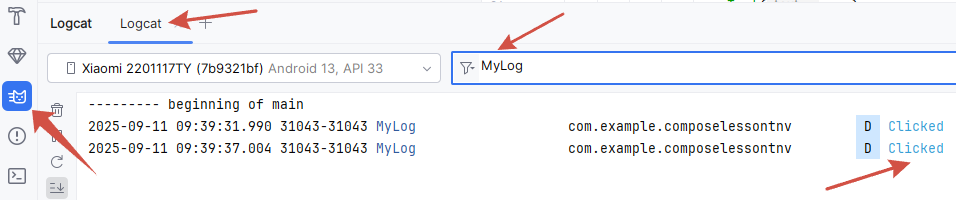 Logcat Logcat
Xiaomi 2201117TY (7b9321bf) Android 13, API 33 MyLog
--------- beginning of main
2025-09-11 09:39:31.990 31043-31043 MyLog com.example.composelessontnv D Clicked
2025-09-11 09:39:37.004 31043-31043 MyLog com.example.composelessontnv D Clicked